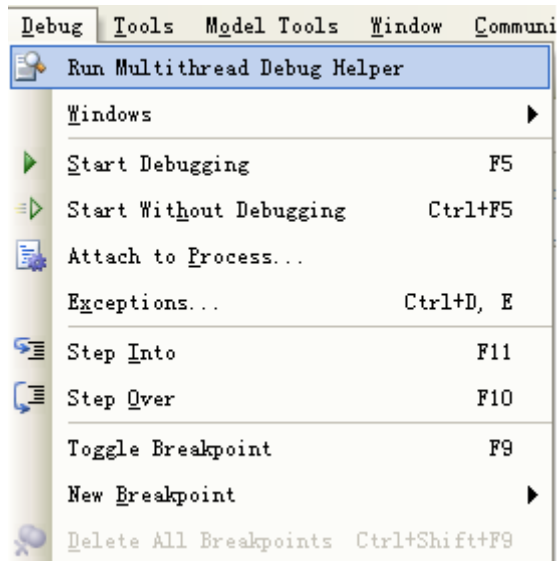 Debug Tools Model Tools Window Communi
Run Multithread Debug Helper
Windows
Start Debugging F5
Start Without Debugging Ctrl+F5
Attach to Process...
Exceptions... Ctrl+D, E
Step Into F11
Step Over F10
Toggle Breakpoint F9
New Breakpoint
Delete All Breakpoints Ctrl+Shift+F9